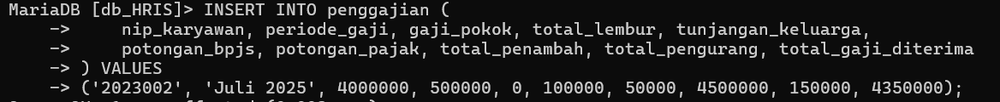 MariaDB [db_HRIS]> INSERT INTO penggajian (
    ->     nip_karyawan, periode_gaji, gaji_pokok, total_lembur, tunjangan_keluarga,
    ->     potongan_bpjs, potongan_pajak, total_penambah, total_pengurang, total_gaji_diterima
    -> ) VALUES
    -> ('2023002', 'Juli 2025', 4000000, 500000, 0, 100000, 50000, 4500000, 150000, 4350000);